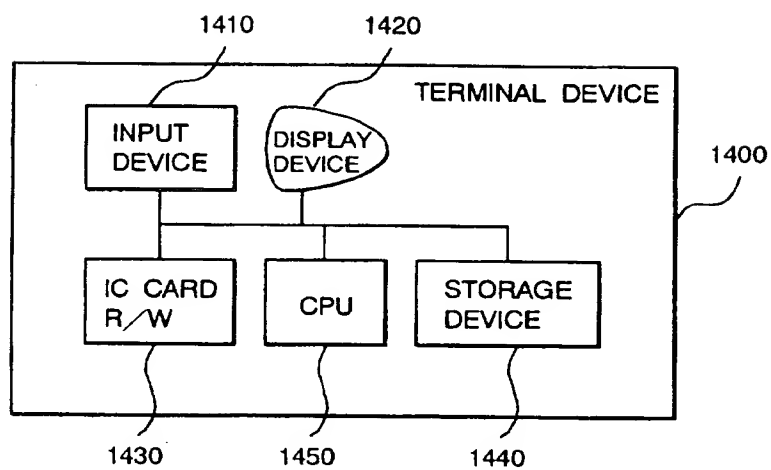 1410
1420
TERMINAL DEVICE
INPUT
DEVICE
DISPLAY
DEVICE
1400
IC CARD
R/W
CPU
STORAGE
DEVICE
1430
1450
1440